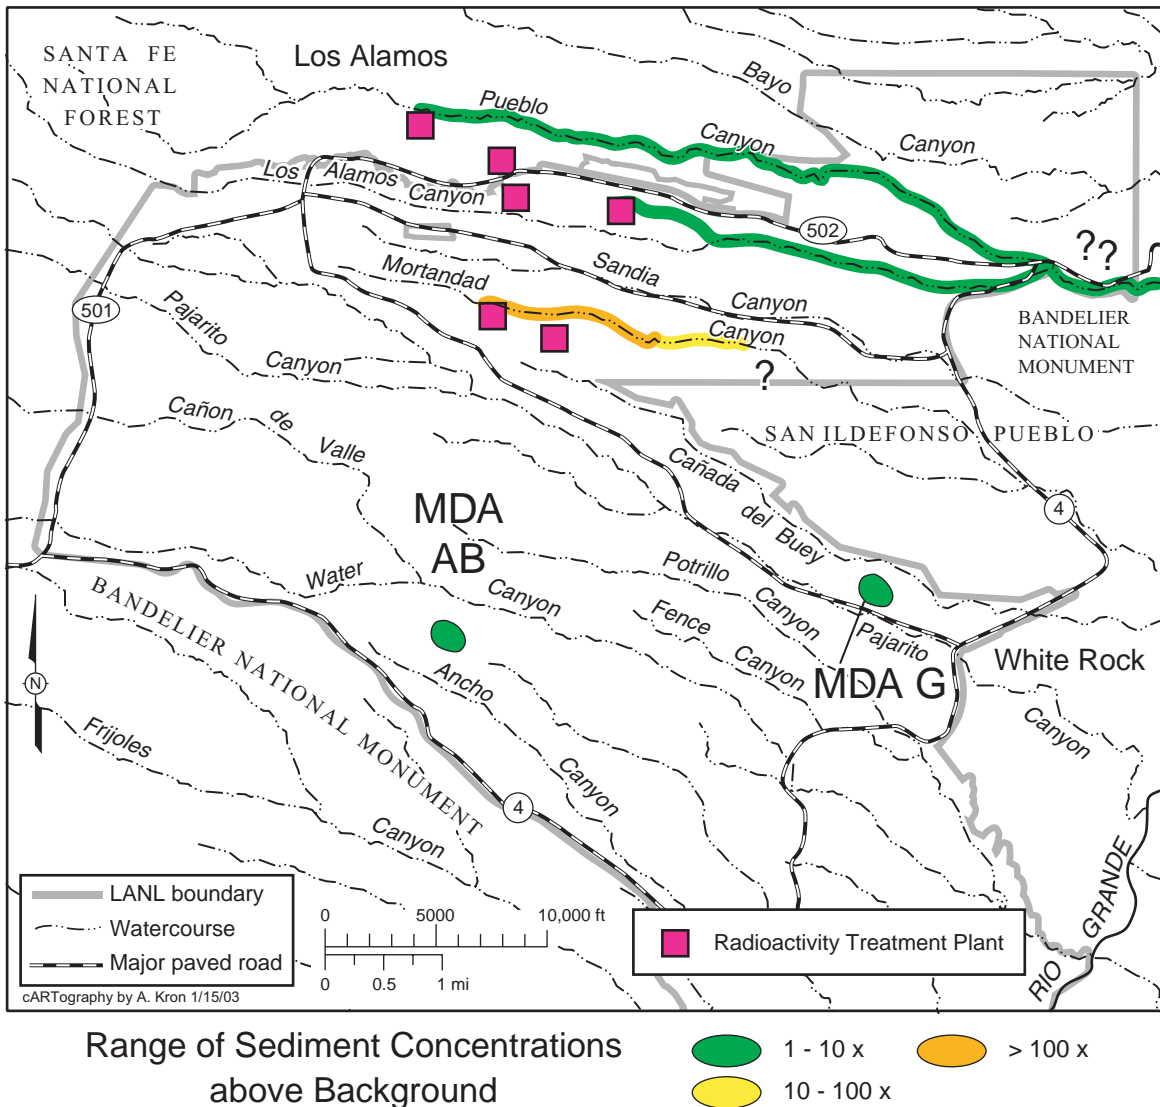 SANTA FE
NATIONAL
FOREST
Los Alamos
Bayo
Canyon
Pueblo
Canyon
Los Alamos
Canyon
502
??
Sandia
Canyon
Mortandad
Canyon
?
501
Pajarito
Canyon
BANDELIER
NATIONAL
MONUMENT
Cañon de Valle
SAN ILDEFONSO PUEBLO
Cañada del Buey
4
MDA
AB
Water
Canyon
Potrillo
Canyon
Fence
Canyon
Pajarito
MDA G
White Rock
Canyon
BANDELIER NATIONAL MONUMENT
N
Ancho
Canyon
Frijoles
Canyon
4
RIO GRANDE
LANL boundary
Watercourse
Major paved road
cARTography by A. Kron 1/15/03
0 5000 10,000 ft
0 0.5 1 mi
Radioactivity Treatment Plant
Range of Sediment Concentrations
above Background
1 - 10 x
> 100 x
10 - 100 x